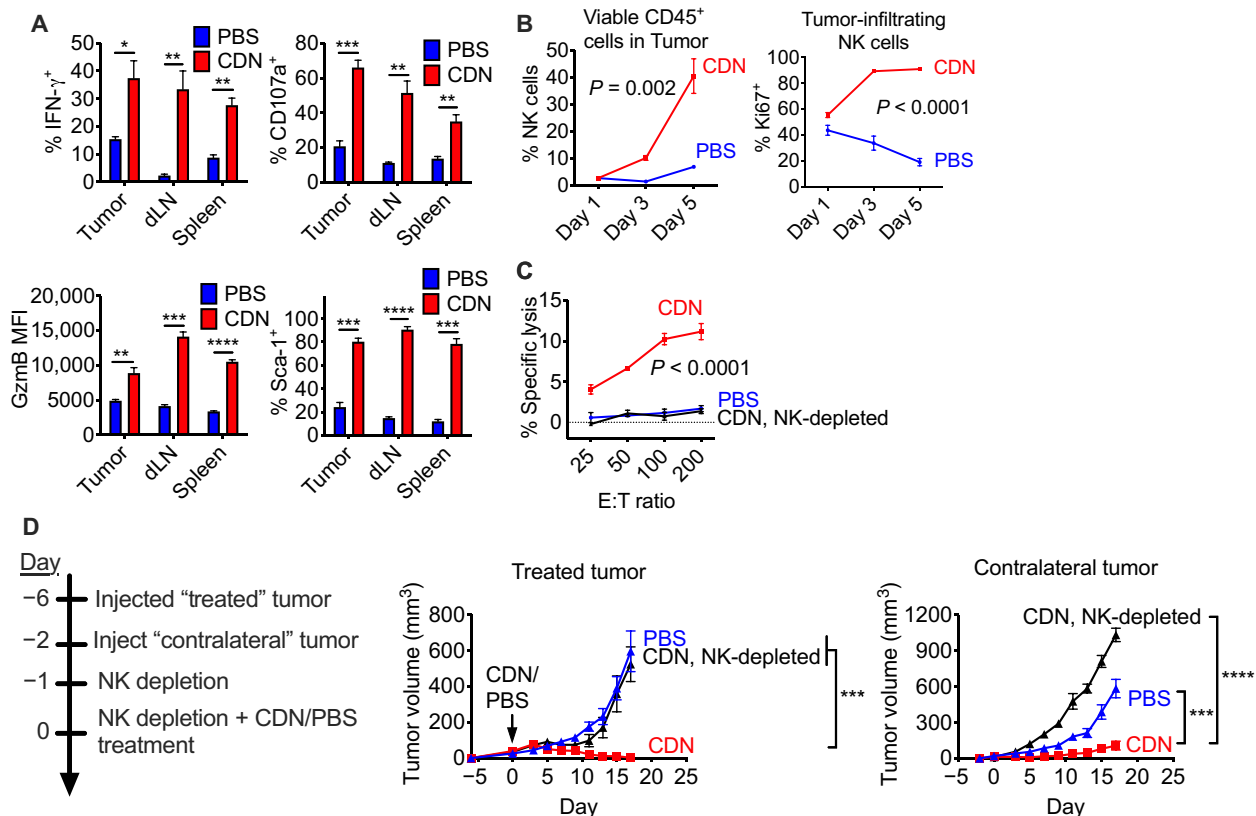 A
PBS
CDN
% IFN-γ+
50
40
30
20
10
0
*
**
**
Tumor
dLN
Spleen
PBS
CDN
% CD107a+
100
80
60
40
20
0
***
**
**
Tumor
dLN
Spleen
PBS
CDN
GzmB MFI
20,000
15,000
10,000
5000
0
**
***
****
Tumor
dLN
Spleen
PBS
CDN
% Sca-1+
100
80
60
40
20
0
***
****
***
Tumor
dLN
Spleen
B
Viable CD45+
cells in Tumor
% NK cells
50
40
30
20
10
0
CDN
P = 0.002
PBS
Day 1
Day 3
Day 5
Tumor-infiltrating
NK cells
% Ki67+
100
80
60
40
20
0
CDN
P < 0.0001
PBS
Day 1
Day 3
Day 5
C
% Specific lysis
15
10
5
0
CDN
P < 0.0001
PBS
CDN, NK-depleted
25
50
100
200
E:T ratio
D
Day
−6 Injected “treated” tumor
−2 Inject “contralateral” tumor
−1 NK depletion
0 NK depletion + CDN/PBS
treatment
Treated tumor
Tumor volume (mm3)
800
600
400
200
0
CDN/
PBS
PBS
CDN, NK-depleted
CDN
***
−5 0 5 10 15 20 25
Day
Contralateral tumor
Tumor volume (mm3)
1200
900
600
300
0
CDN, NK-depleted
PBS
CDN
***
****
−5 0 5 10 15 20 25
Day